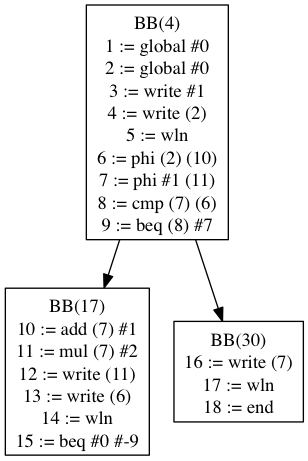 BB(4)
1 := global #0
2 := global #0
3 := write #1
4 := write (2)
5 := wln
6 := phi (2) (10)
7 := phi #1 (11)
8 := cmp (7) (6)
9 := beq (8) #7
BB(17)
10 := add (7) #1
11 := mul (7) #2
12 := write (11)
13 := write (6)
14 := wln
15 := beq #0 #-9
BB(30)
16 := write (7)
17 := wln
18 := end